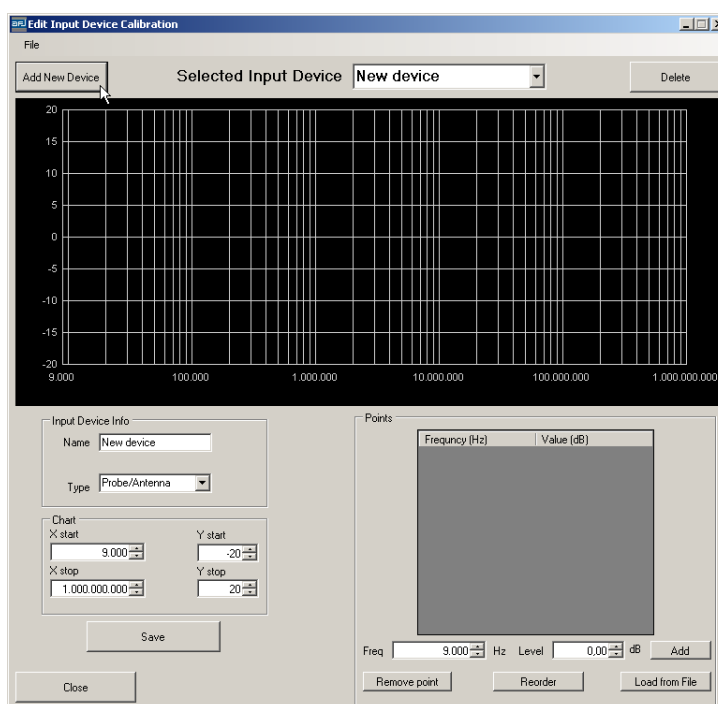 Edit Input Device Calibration
File
Add New Device
Selected Input Device
New device
Delete
20
15
10
5
0
-5
-10
-15
-20
9.000
100.000
1.000.000
10.000.000
100.000.000
1.000.000.000
Input Device Info
Name
New device
Type
Probe/Antenna
Chart
X start
Y start
9.000
-20
X stop
Y stop
1.000.000.000
20
Save
Close
Points
Frequncy (Hz)
Value (dB)
Freq
9.000
Hz
Level
0,00
dB
Add
Remove point
Reorder
Load from File